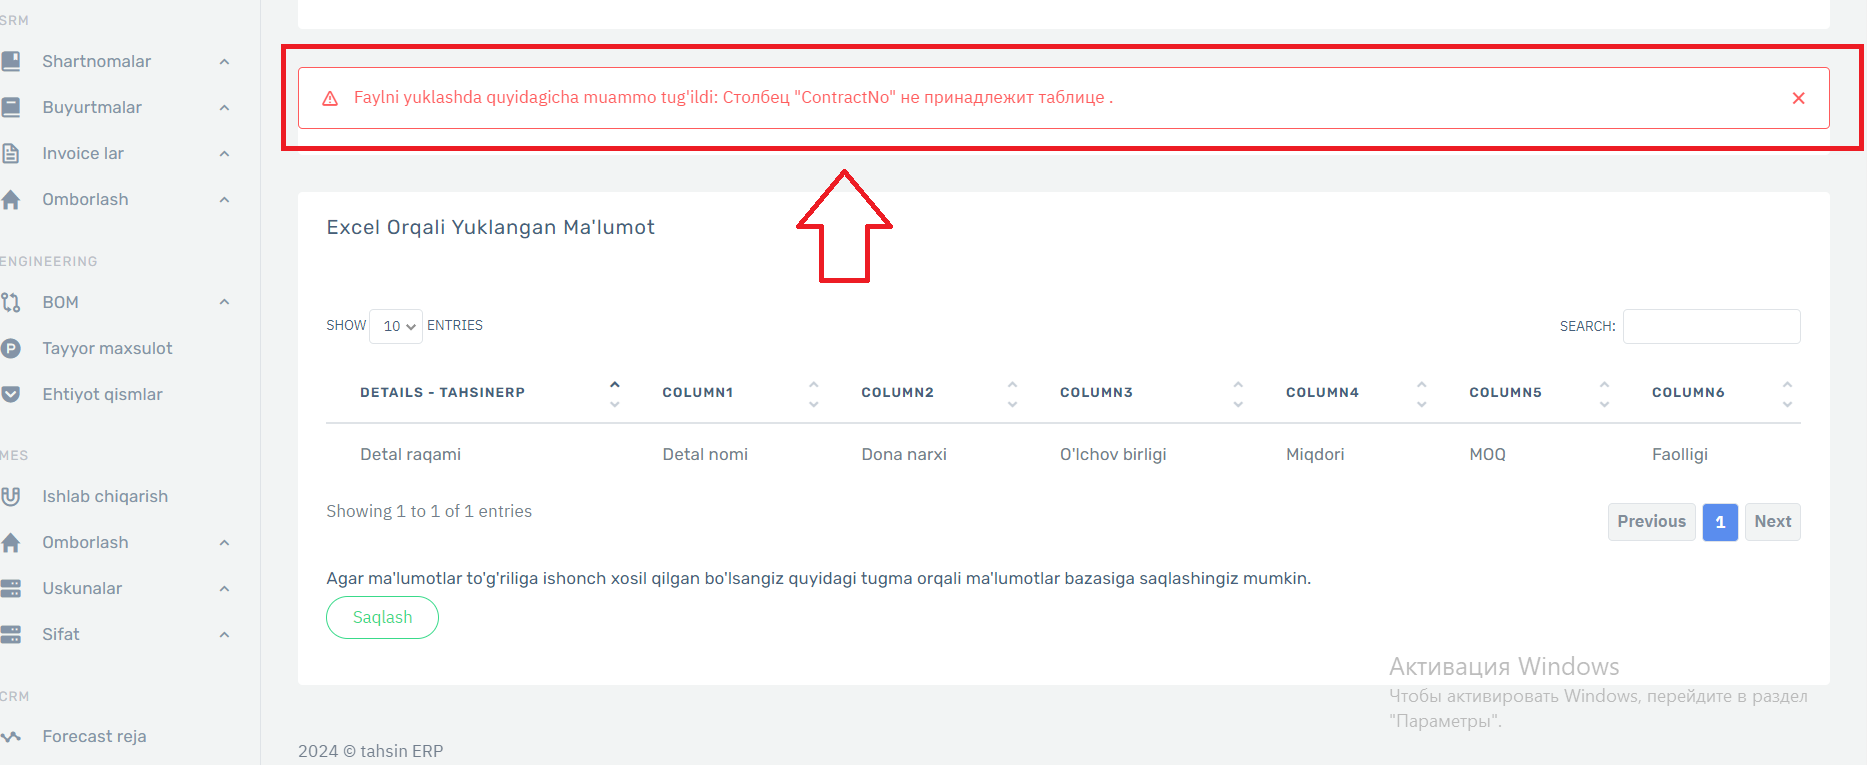 SRM
Shartnomalar
Buyurtmalar
Invoice lar
Omborlash
ENGINEERING
BOM
Tayyor maxsulot
Ehtiyot qismlar
MES
Ishlab chiqarish
Omborlash
Uskunalar
Sifat
CRM
Forecast reja
Faylni yuklashda quyidagicha muammo tug'ildi: Столбец "ContractNo" не принадлежит таблице .
Excel Orqali Yuklangan Ma'lumot
SHOW 10 ENTRIES
SEARCH:
DETAILS - TAHSINERP COLUMN1 COLUMN2 COLUMN3 COLUMN4 COLUMN5 COLUMN6
Detal raqami Detal nomi Dona narxi O'lchov birligi Miqdori MOQ Faolligi
Showing 1 to 1 of 1 entries
Previous 1 Next
Agar ma'lumotlar to'g'riliga ishonch xosil qilgan bo'lsangiz quyidagi tugma orqali ma'lumotlar bazasiga saqlashingiz mumkin.
Saqlash
Активация Windows
Чтобы активировать Windows, перейдите в раздел
"Параметры".
2024 © tahsin ERP